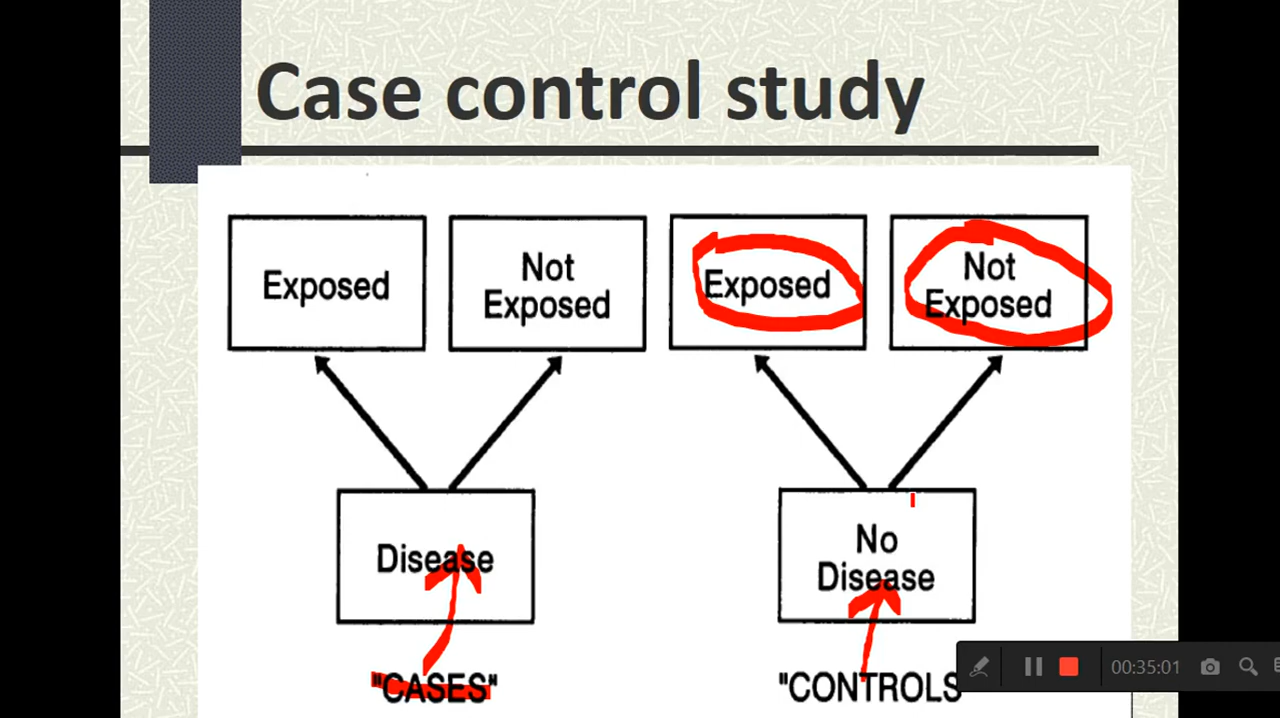 Case control study
Exposed
Not
Exposed
Exposed
Not
Exposed
Disease
No
Disease
"CASES"
"CONTROLS
00:35:01